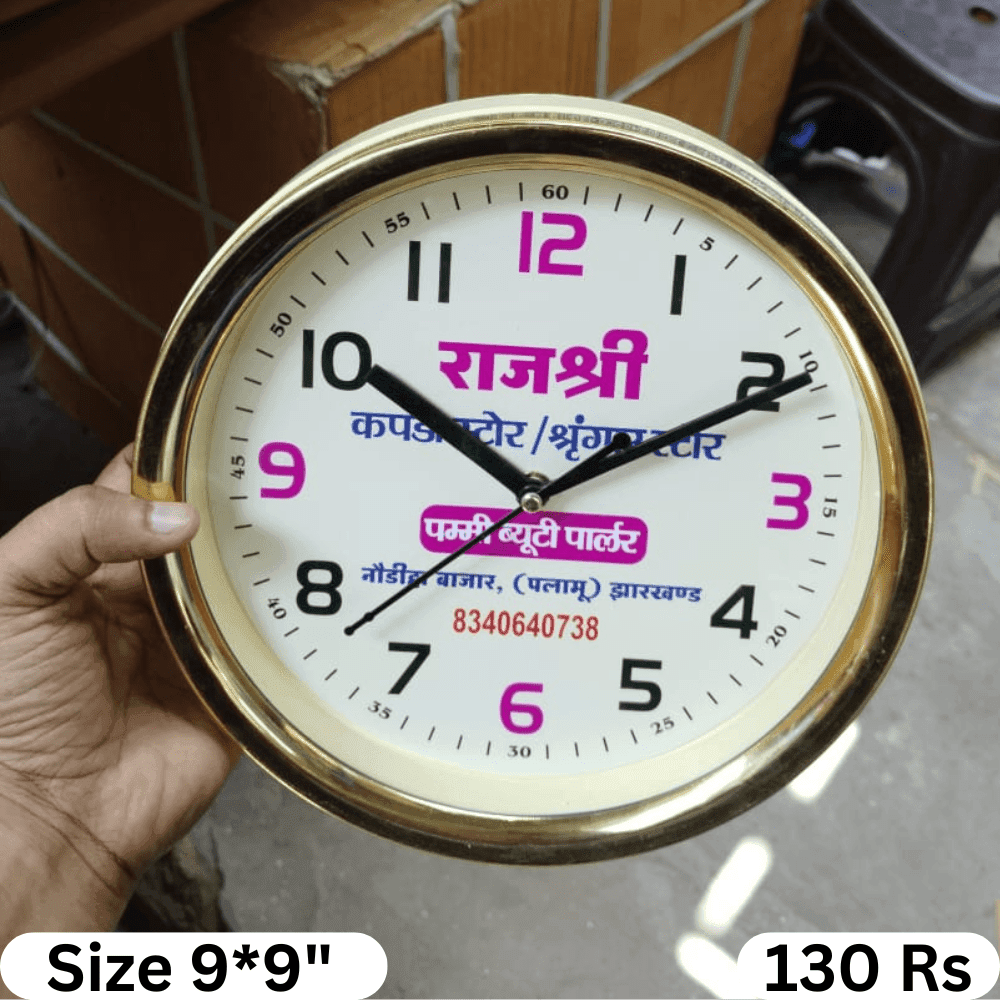 60
55 5
12
11 1
50 10
10 2
राजश्री
कपडा स्टोर /श्रृंगार स्टोर
45 9 3 15
पम्मी ब्यूटी पार्लर
नौडीहा बाजार, (पलामू) झारखण्ड
8340640738
40 8 4 20
7 5
35 6 25
30
Size 9*9"
130 Rs